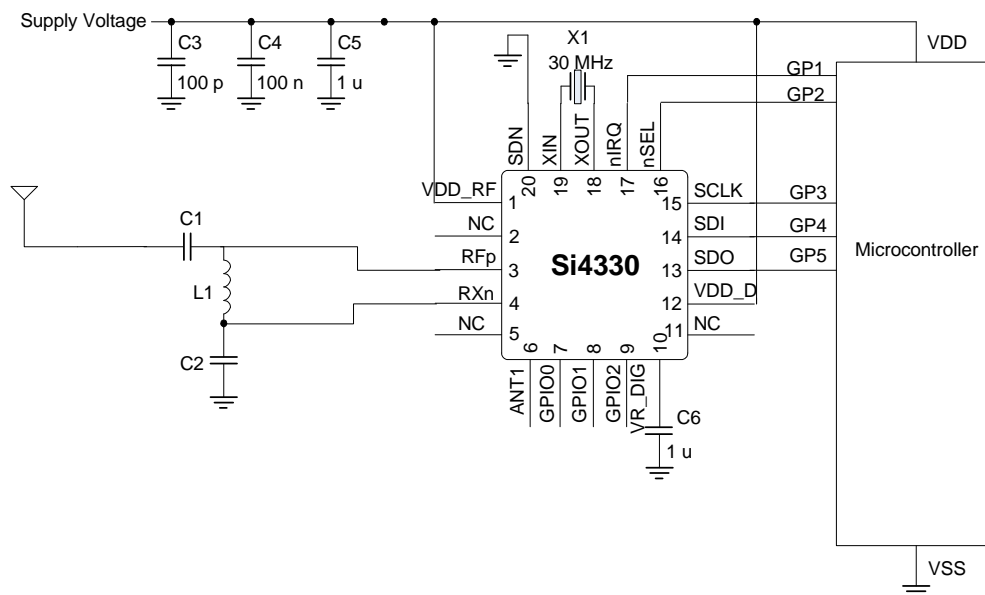 Supply Voltage
C3
100 p
C4
100 n
C5
1 u
X1
30 MHz
VDD
GP1
GP2
SDN
XIN
XOUT
nIRQ
nSEL
20
19
18
17
16
VDD_RF
1
15
SCLK
GP3
NC
2
14
SDI
GP4
C1
RFp
3
Si4330
13
SDO
GP5
Microcontroller
L1
RXn
4
12
VDD_D
NC
5
11
NC
C2
6
7
8
9
10
ANT1
GPIO0
GPIO1
GPIO2
VR_DIG
C6
1 u
VSS